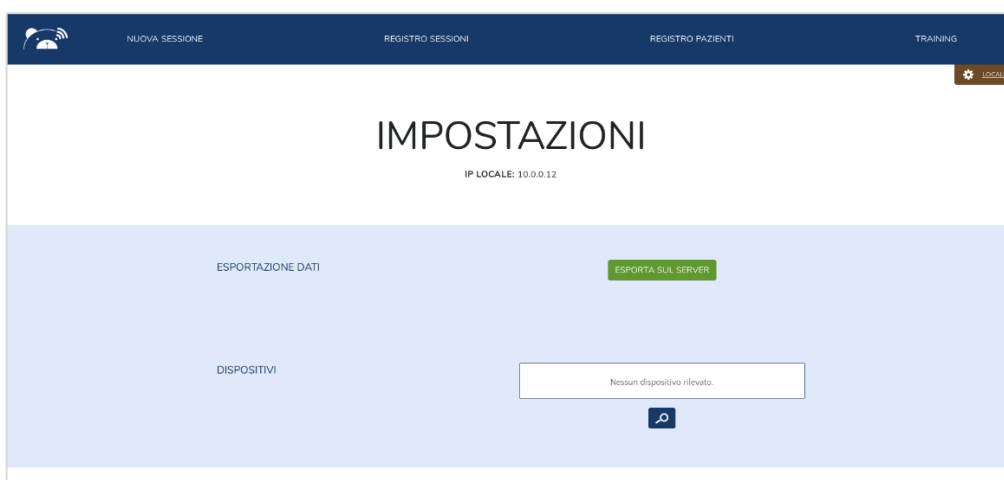 NUOVA SESSIONE REGISTRO SESSIONI REGISTRO PAZIENTI TRAINING
IMPOSTAZIONI
IP LOCALE: 10.0.0.12
ESPORTAZIONE DATI ESPORTA SUL SERVER
DISPOSITIVI
Nessun dispositivo rilevato.